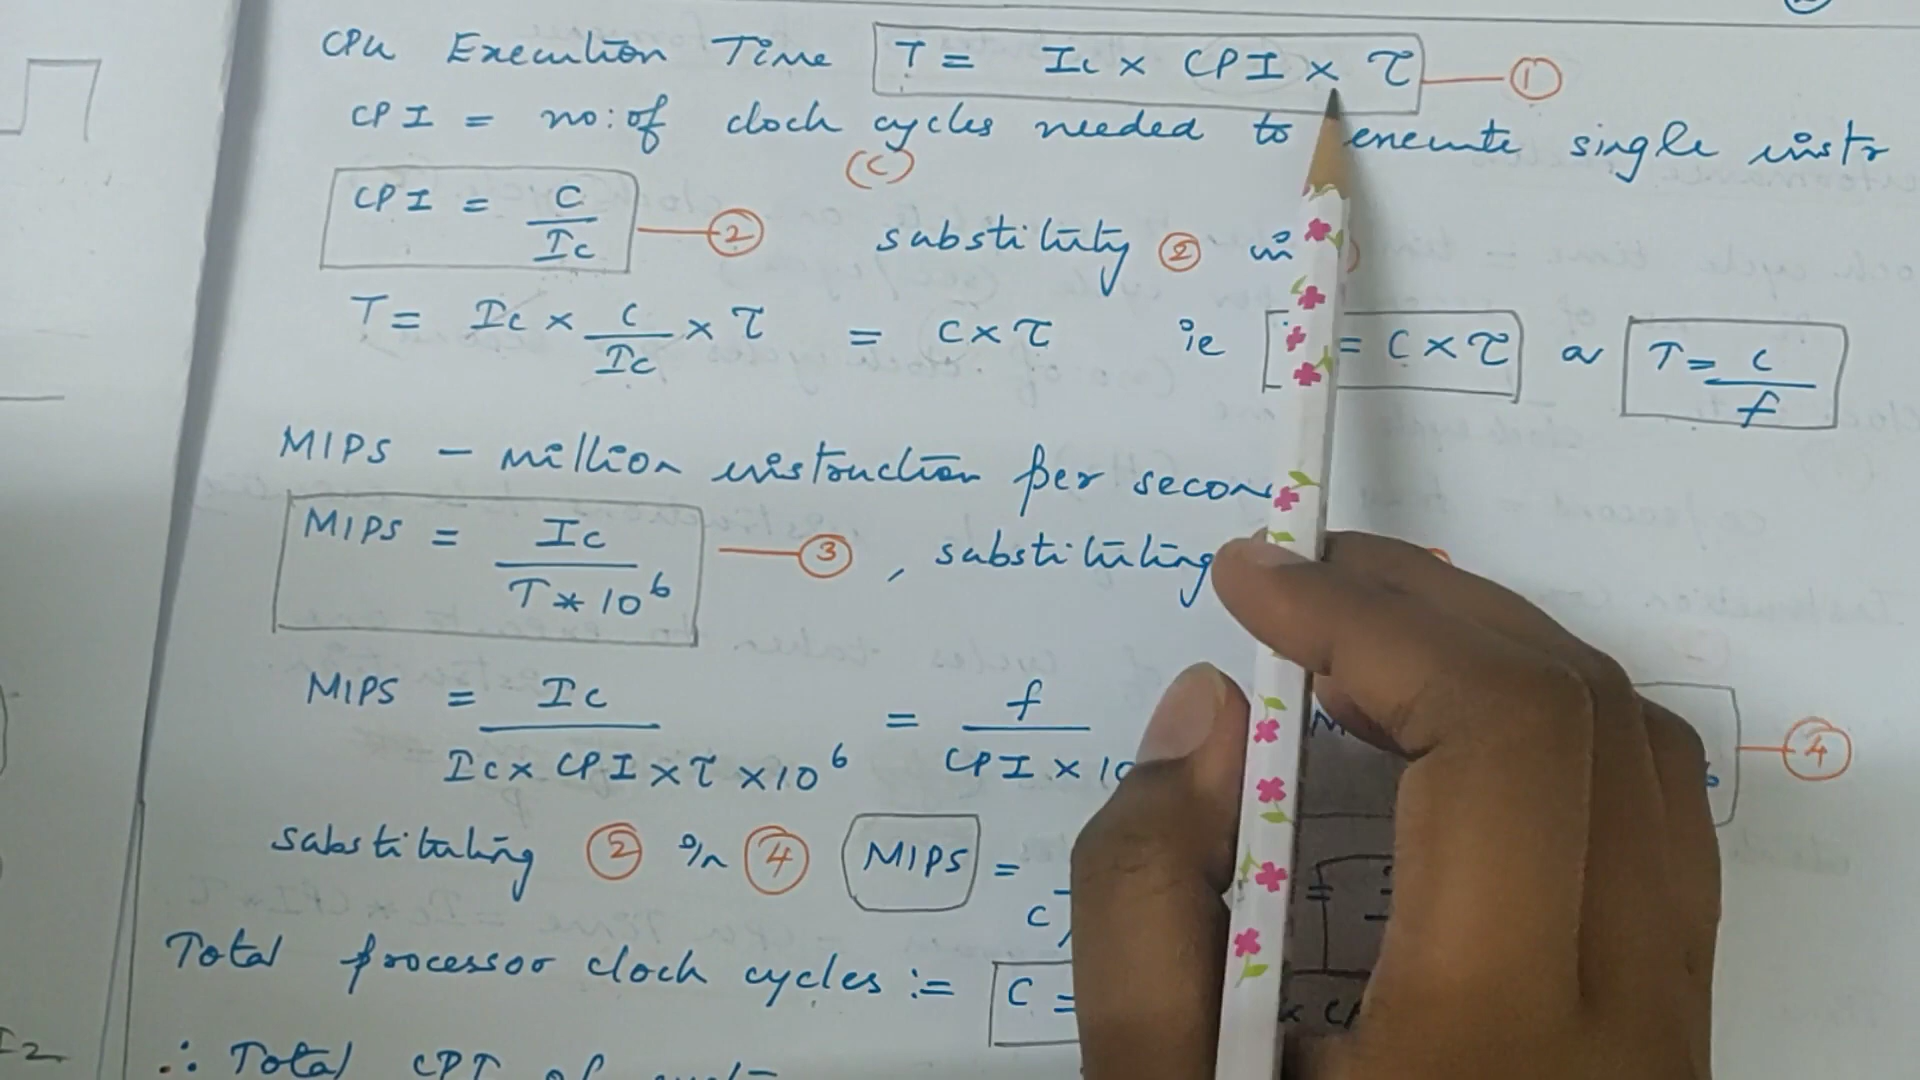 CPU Execution Time T = Ic × CPI × τ ①
CPI = no: of clock cycles needed to execute single instr
(C)
CPI = C / Ic ② substituting ② in
T = Ic × C / Ic × τ = C × τ ie = C × τ or T = C / f
MIPS – million instruction per secon
MIPS = Ic / T * 10^6 ③ , substituting
MIPS = Ic / Ic × CPI × τ × 10^6 = f / CPI × 10 ④
substituting ② in ④ MIPS =
Total processor clock cycles := C =
∴ Total CPI of